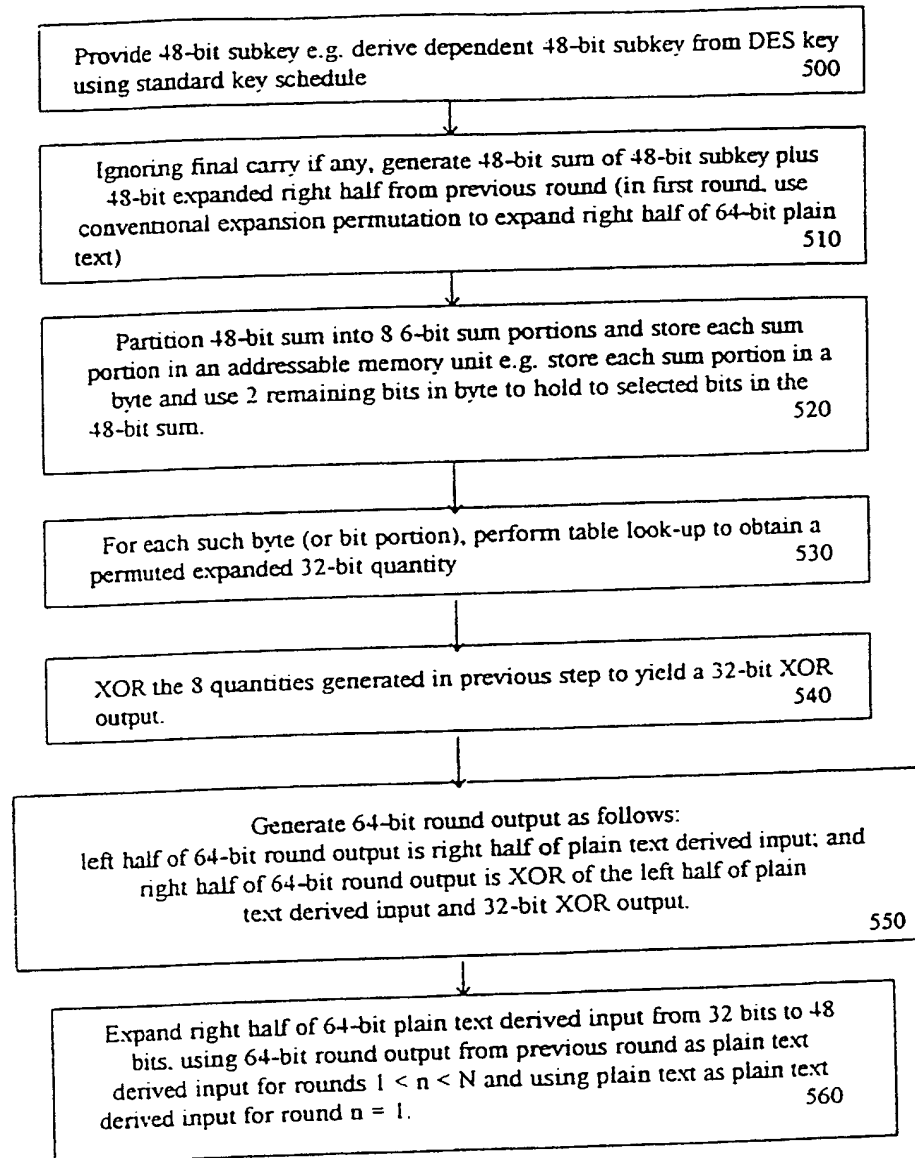 Provide 48-bit subkey e.g. derive dependent 48-bit subkey from DES key
using standard key schedule
500
Ignoring final carry if any, generate 48-bit sum of 48-bit subkey plus
48-bit expanded right half from previous round (in first round, use
conventional expansion permutation to expand right half of 64-bit plain
text)
510
Partition 48-bit sum into 8 6-bit sum portions and store each sum
portion in an addressable memory unit e.g. store each sum portion in a
byte and use 2 remaining bits in byte to hold to selected bits in the
48-bit sum.
520
For each such byte (or bit portion), perform table look-up to obtain a
permuted expanded 32-bit quantity
530
XOR the 8 quantities generated in previous step to yield a 32-bit XOR
output.
540
Generate 64-bit round output as follows:
left half of 64-bit round output is right half of plain text derived input; and
right half of 64-bit round output is XOR of the left half of plain
text derived input and 32-bit XOR output.
550
Expand right half of 64-bit plain text derived input from 32 bits to 48
bits, using 64-bit round output from previous round as plain text
derived input for rounds 1 < n < N and using plain text as plain text
derived input for round n = 1.
560